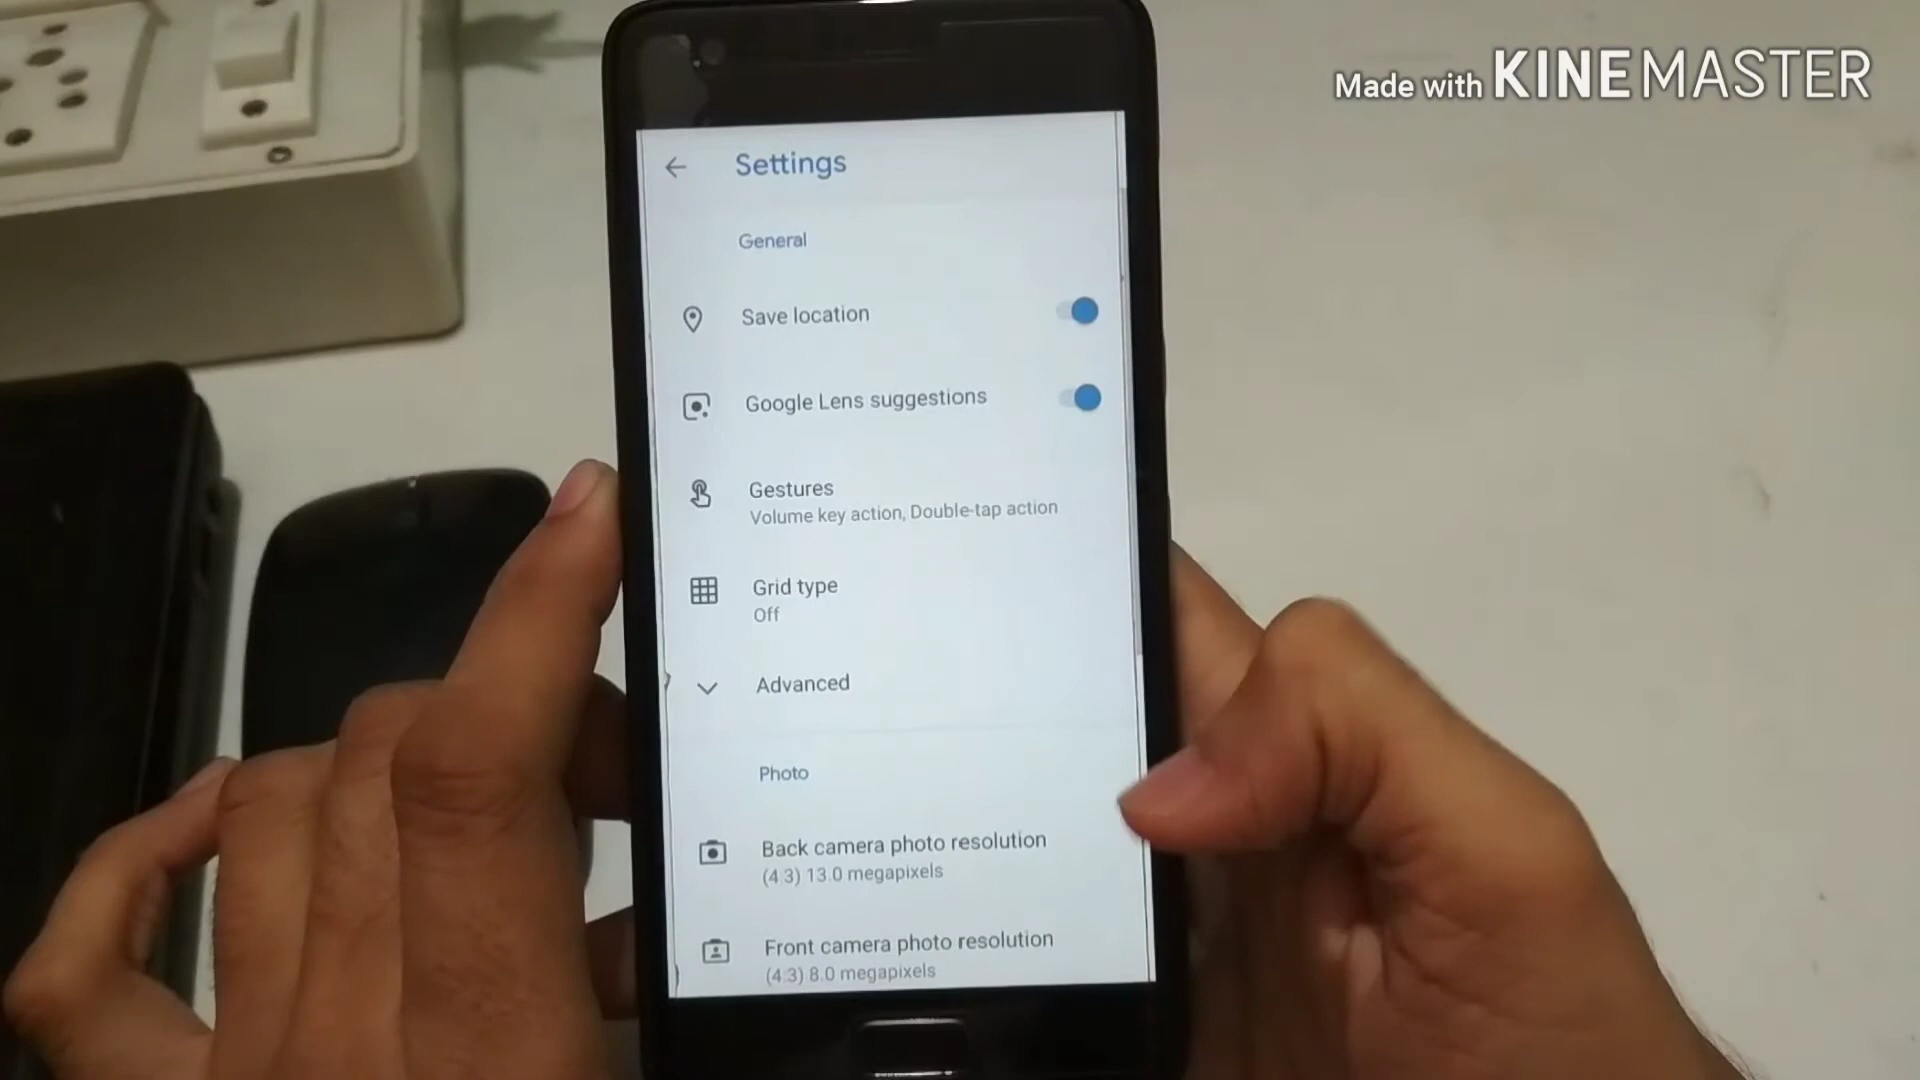 Made with KINEMASTER
Settings
General
Save location
Google Lens suggestions
Gestures
Volume key action, Double-tap action
Grid type
Off
Advanced
Photo
Back camera photo resolution
(4:3) 13.0 megapixels
Front camera photo resolution
(4:3) 8.0 megapixels